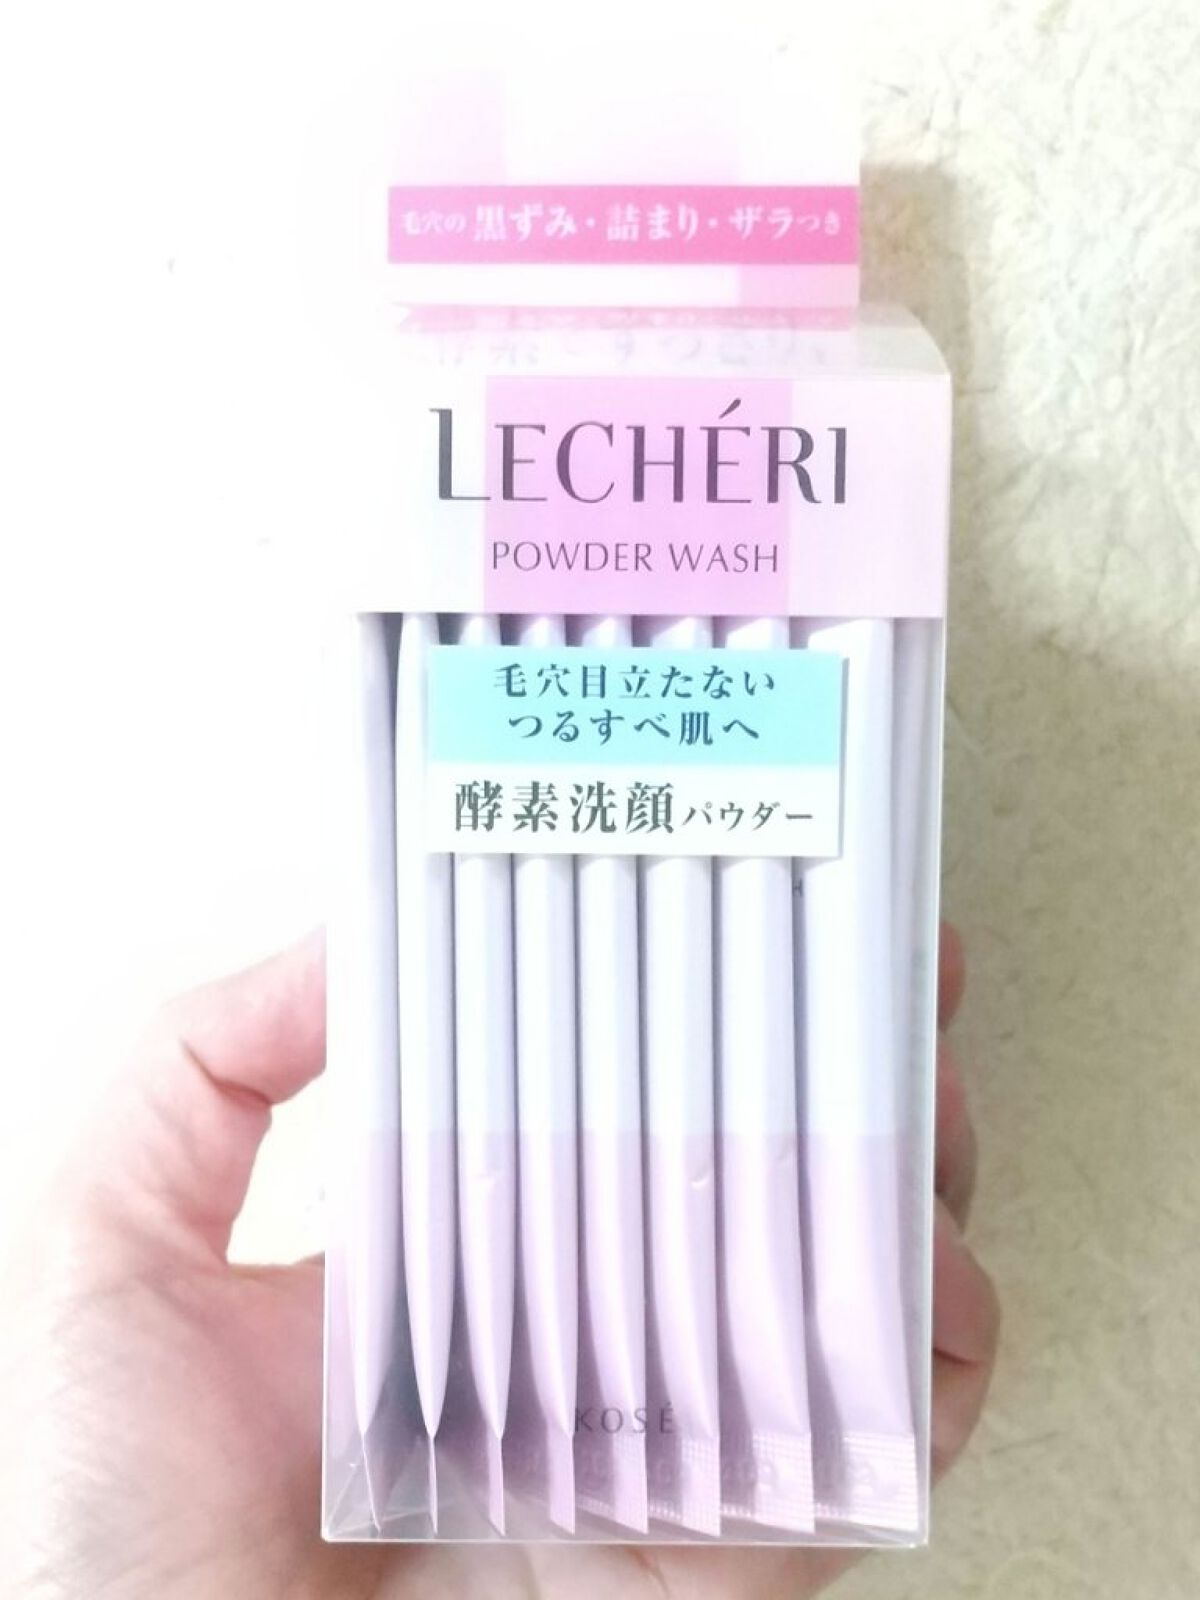 毛穴の 黒ずみ・詰まり・ザラつき
LECHÉRI
POWDER WASH
毛穴目立たない
つるすべ肌へ
酵素洗顔パウダー
KOSÉ